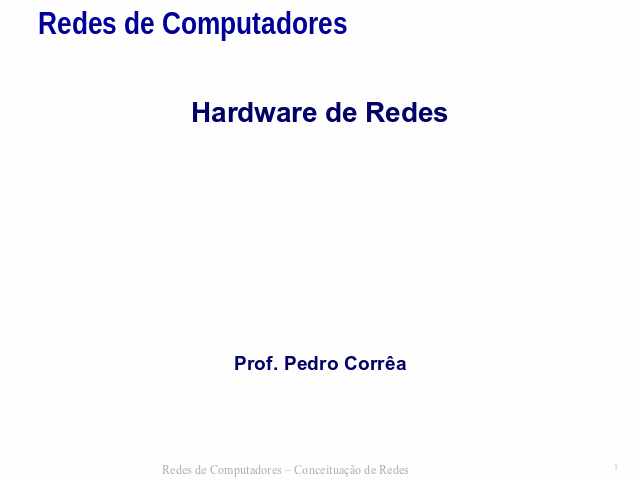 Redes de Computadores
Hardware de Redes
Prof. Pedro Corrêa
Redes de Computadores – Conceituação de Redes
1